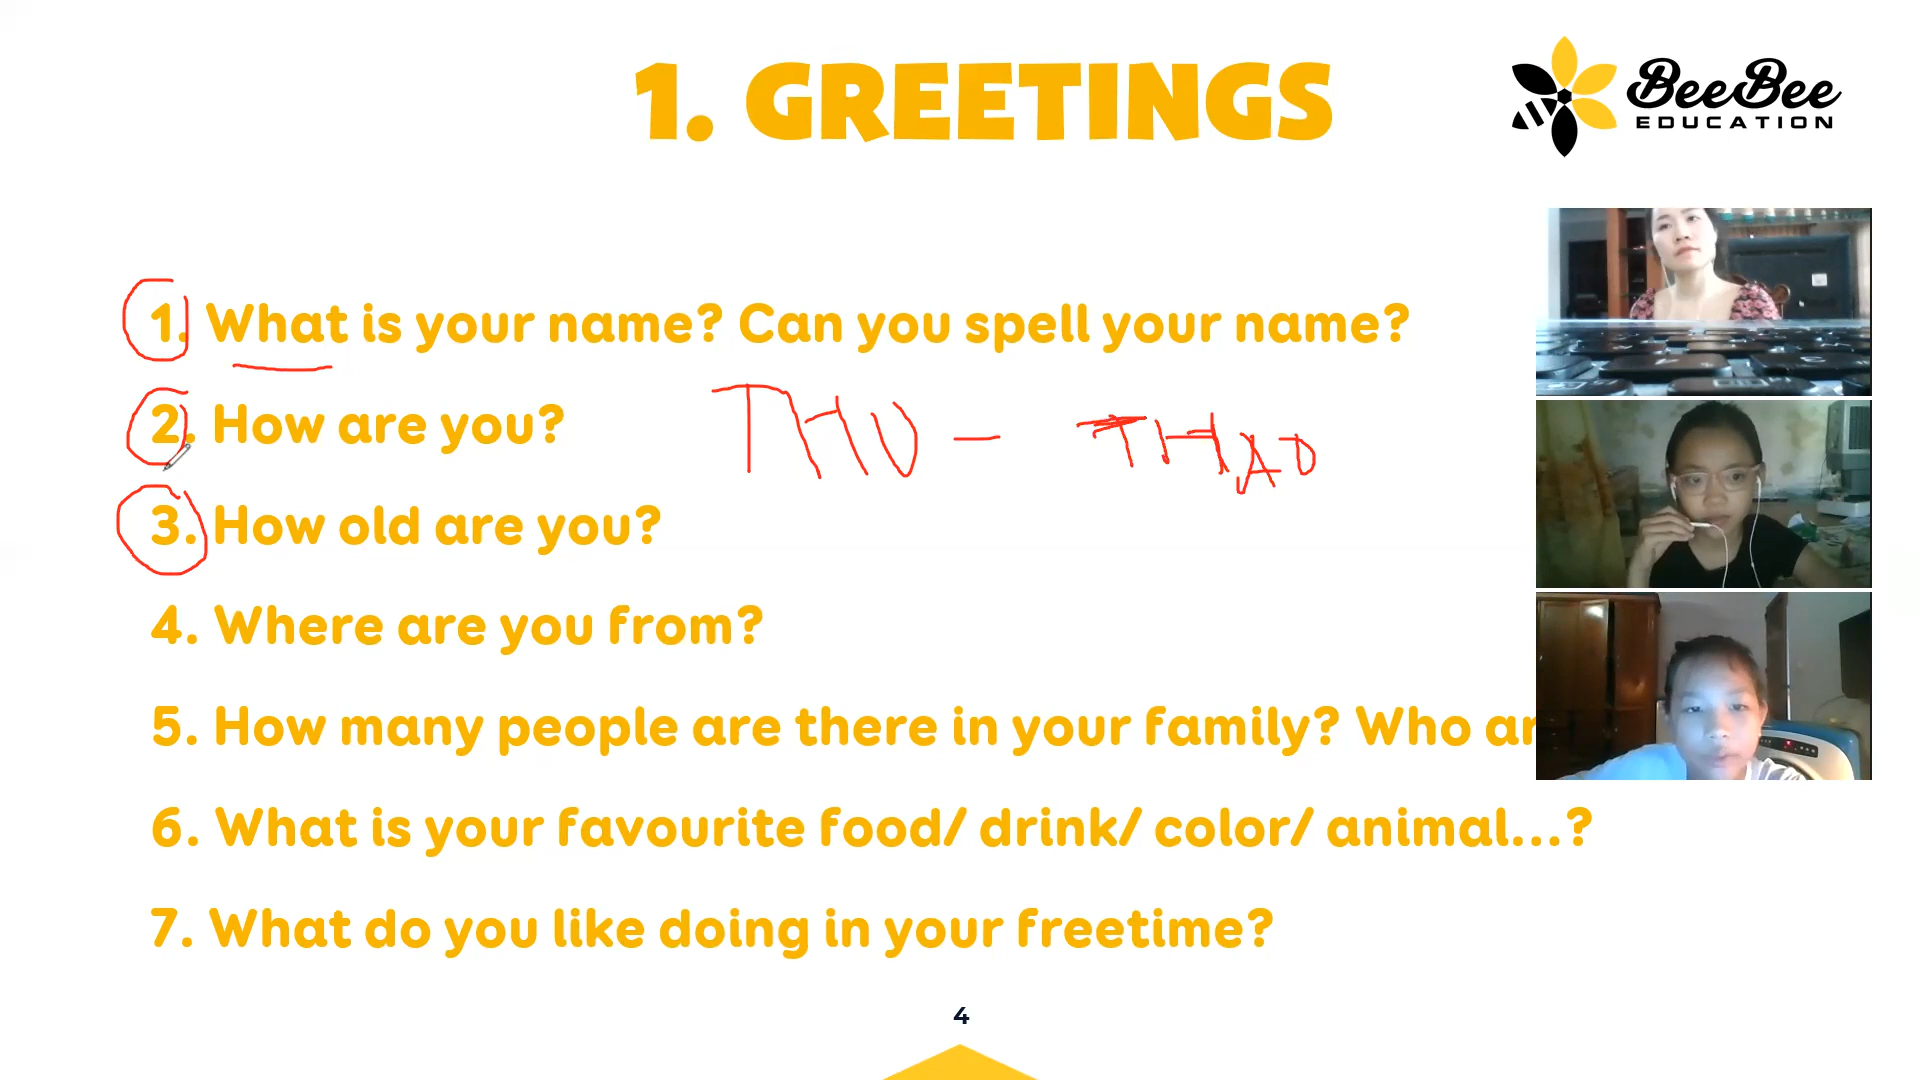 1. GREETINGS
BeeBee
EDUCATION
1. What is your name? Can you spell your name?
2. How are you?
THU - THAO
3. How old are you?
4. Where are you from?
5. How many people are there in your family? Who ar
6. What is your favourite food/ drink/ color/ animal...?
7. What do you like doing in your freetime?
4